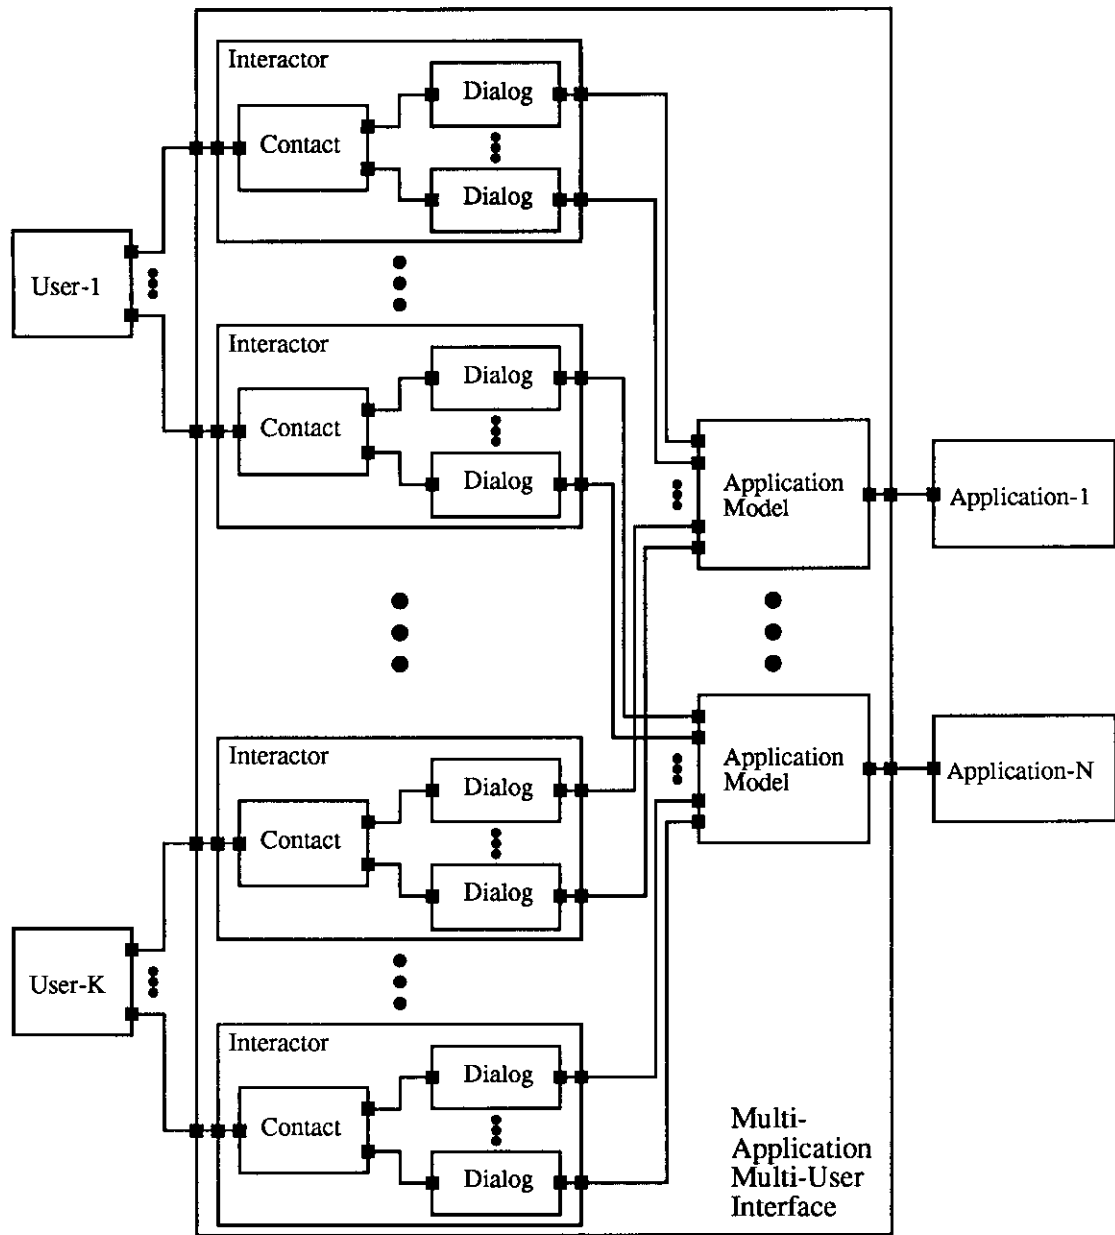 Interactor
Dialog
Contact
Dialog
User-1
Interactor
Dialog
Contact
Dialog
Application
Model
Application-1
Interactor
Dialog
Contact
Dialog
Application
Model
Application-N
User-K
Interactor
Dialog
Contact
Dialog
Multi-
Application
Multi-User
Interface